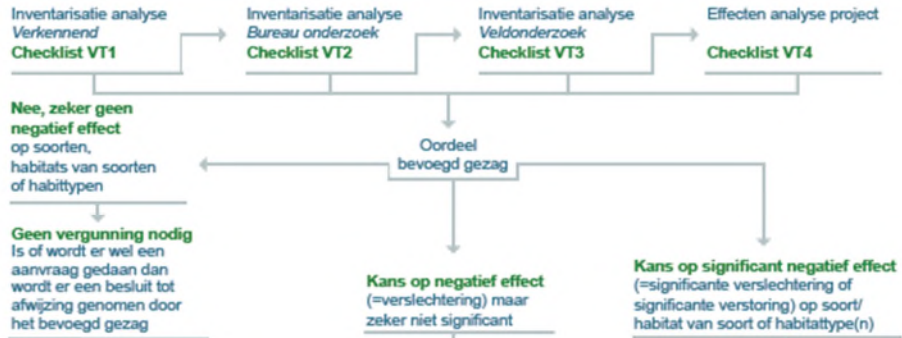 Inventarisatie analyse
Verkennend
Checklist VT1
Inventarisatie analyse
Bureau onderzoek
Checklist VT2
Inventarisatie analyse
Veldonderzoek
Checklist VT3
Effecten analyse project
Checklist VT4
Nee, zeker geen
negatief effect
op soorten,
habitats van soorten
of habittypen
Oordeel
bevoegd gezag
Geen vergunning nodig
Is of wordt er wel een
aanvraag gedaan dan
wordt er een besluit tot
afwijzing genomen door
het bevoegd gezag
Kans op negatief effect
(=verslechtering) maar
zeker niet significant
Kans op significant negatief effect
(=significante verslechtering of
significante verstoring) op soort/
habitat van soort of habitattype(n)